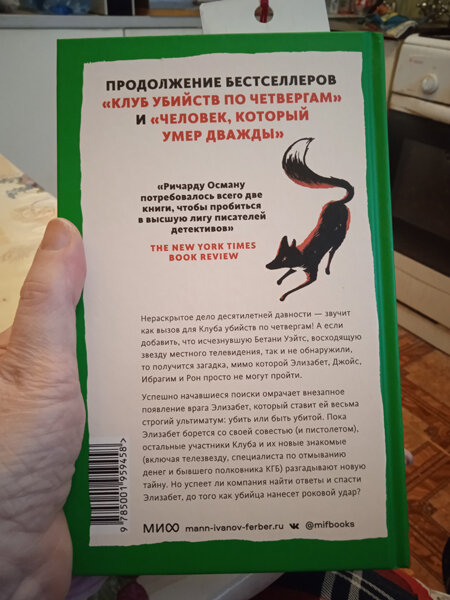 ПРОДОЛЖЕНИЕ БЕСТСЕЛЛЕРОВ
«КЛУБ УБИЙСТВ ПО ЧЕТВЕРГАМ»
И «ЧЕЛОВЕК, КОТОРЫЙ
УМЕР ДВАЖДЫ»
«Ричарду Осману
потребовалось всего две
книги, чтобы пробиться
в высшую лигу писателей
детективов»
THE NEW YORK TIMES
BOOK REVIEW
Нераскрытое дело десятилетней давности — звучит
как вызов для Клуба убийств по четвергам! А если
добавить, что исчезнувшую Бетани Уэйтс, восходящую
звезду местного телевидения, так и не обнаружили,
то получится загадка, мимо которой Элизабет, Джойс,
Ибрагим и Рон просто не могут пройти.
Успешно начавшиеся поиски омрачает внезапное
появление врага Элизабет, который ставит ей весьма
строгий ультиматум: убить или быть убитой. Пока
Элизабет борется со своей совестью (и пистолетом),
остальные участники Клуба и их новые знакомые
(включая телезвезду, специалиста по отмыванию
денег и бывшего полковника КГБ) разгадывают новую
тайну. Но успеет ли компания найти ответы и спасти
Элизабет, до того как убийца нанесет роковой удар?
9 785001 959458 >
МИФ mann-ivanov-ferber.ru @mifbooks